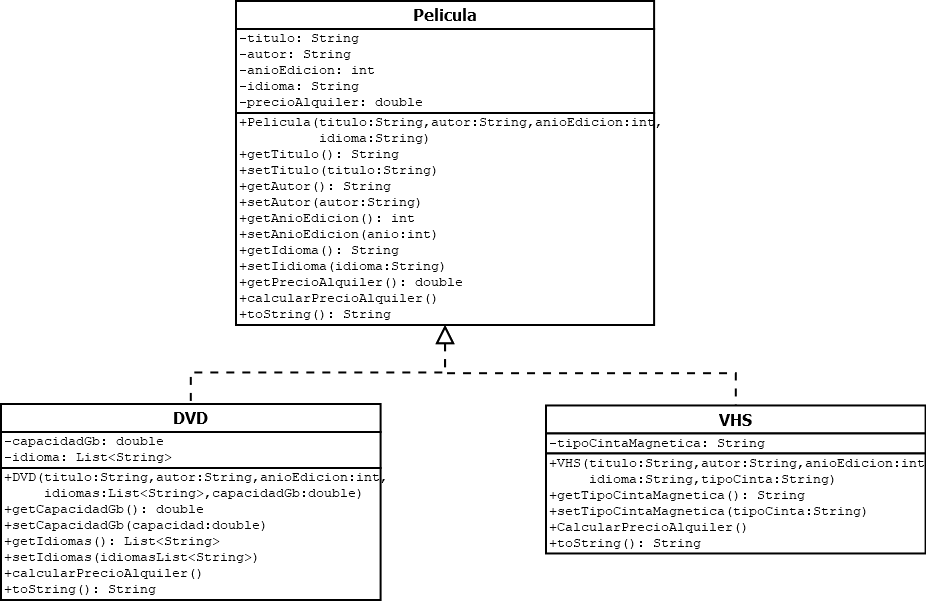 Pelicula
-titulo: String
-autor: String
-anioEdicion: int
-idioma: String
-precioAlquiler: double
+Pelicula(titulo:String,autor:String,anioEdicion:int,
idioma:String)
+getTitulo(): String
+setTitulo(titulo:String)
+getAutor(): String
+setAutor(autor:String)
+getAnioEdicion(): int
+setAnioEdicion(anio:int)
+getIdioma(): String
+setIidioma(idioma:String)
+getPrecioAlquiler(): double
+calcularPrecioAlquiler()
+toString(): String
DVD
-capacidadGb: double
-idioma: List<String>
+DVD(titulo:String,autor:String,anioEdicion:int,
idiomas:List<String>,capacidadGb:double)
+getCapacidadGb(): double
+setCapacidadGb(capacidad:double)
+getIdiomas(): List<String>
+setIdiomas(idiomasList<String>)
+calcularPrecioAlquiler()
+toString(): String
VHS
-tipoCintaMagnetica: String
+VHS(titulo:String,autor:String,anioEdicion:int
idioma:String,tipoCinta:String)
+getTipoCintaMagnetica(): String
+setTipoCintaMagnetica(tipoCinta:String)
+CalcularPrecioAlquiler()
+toString(): String